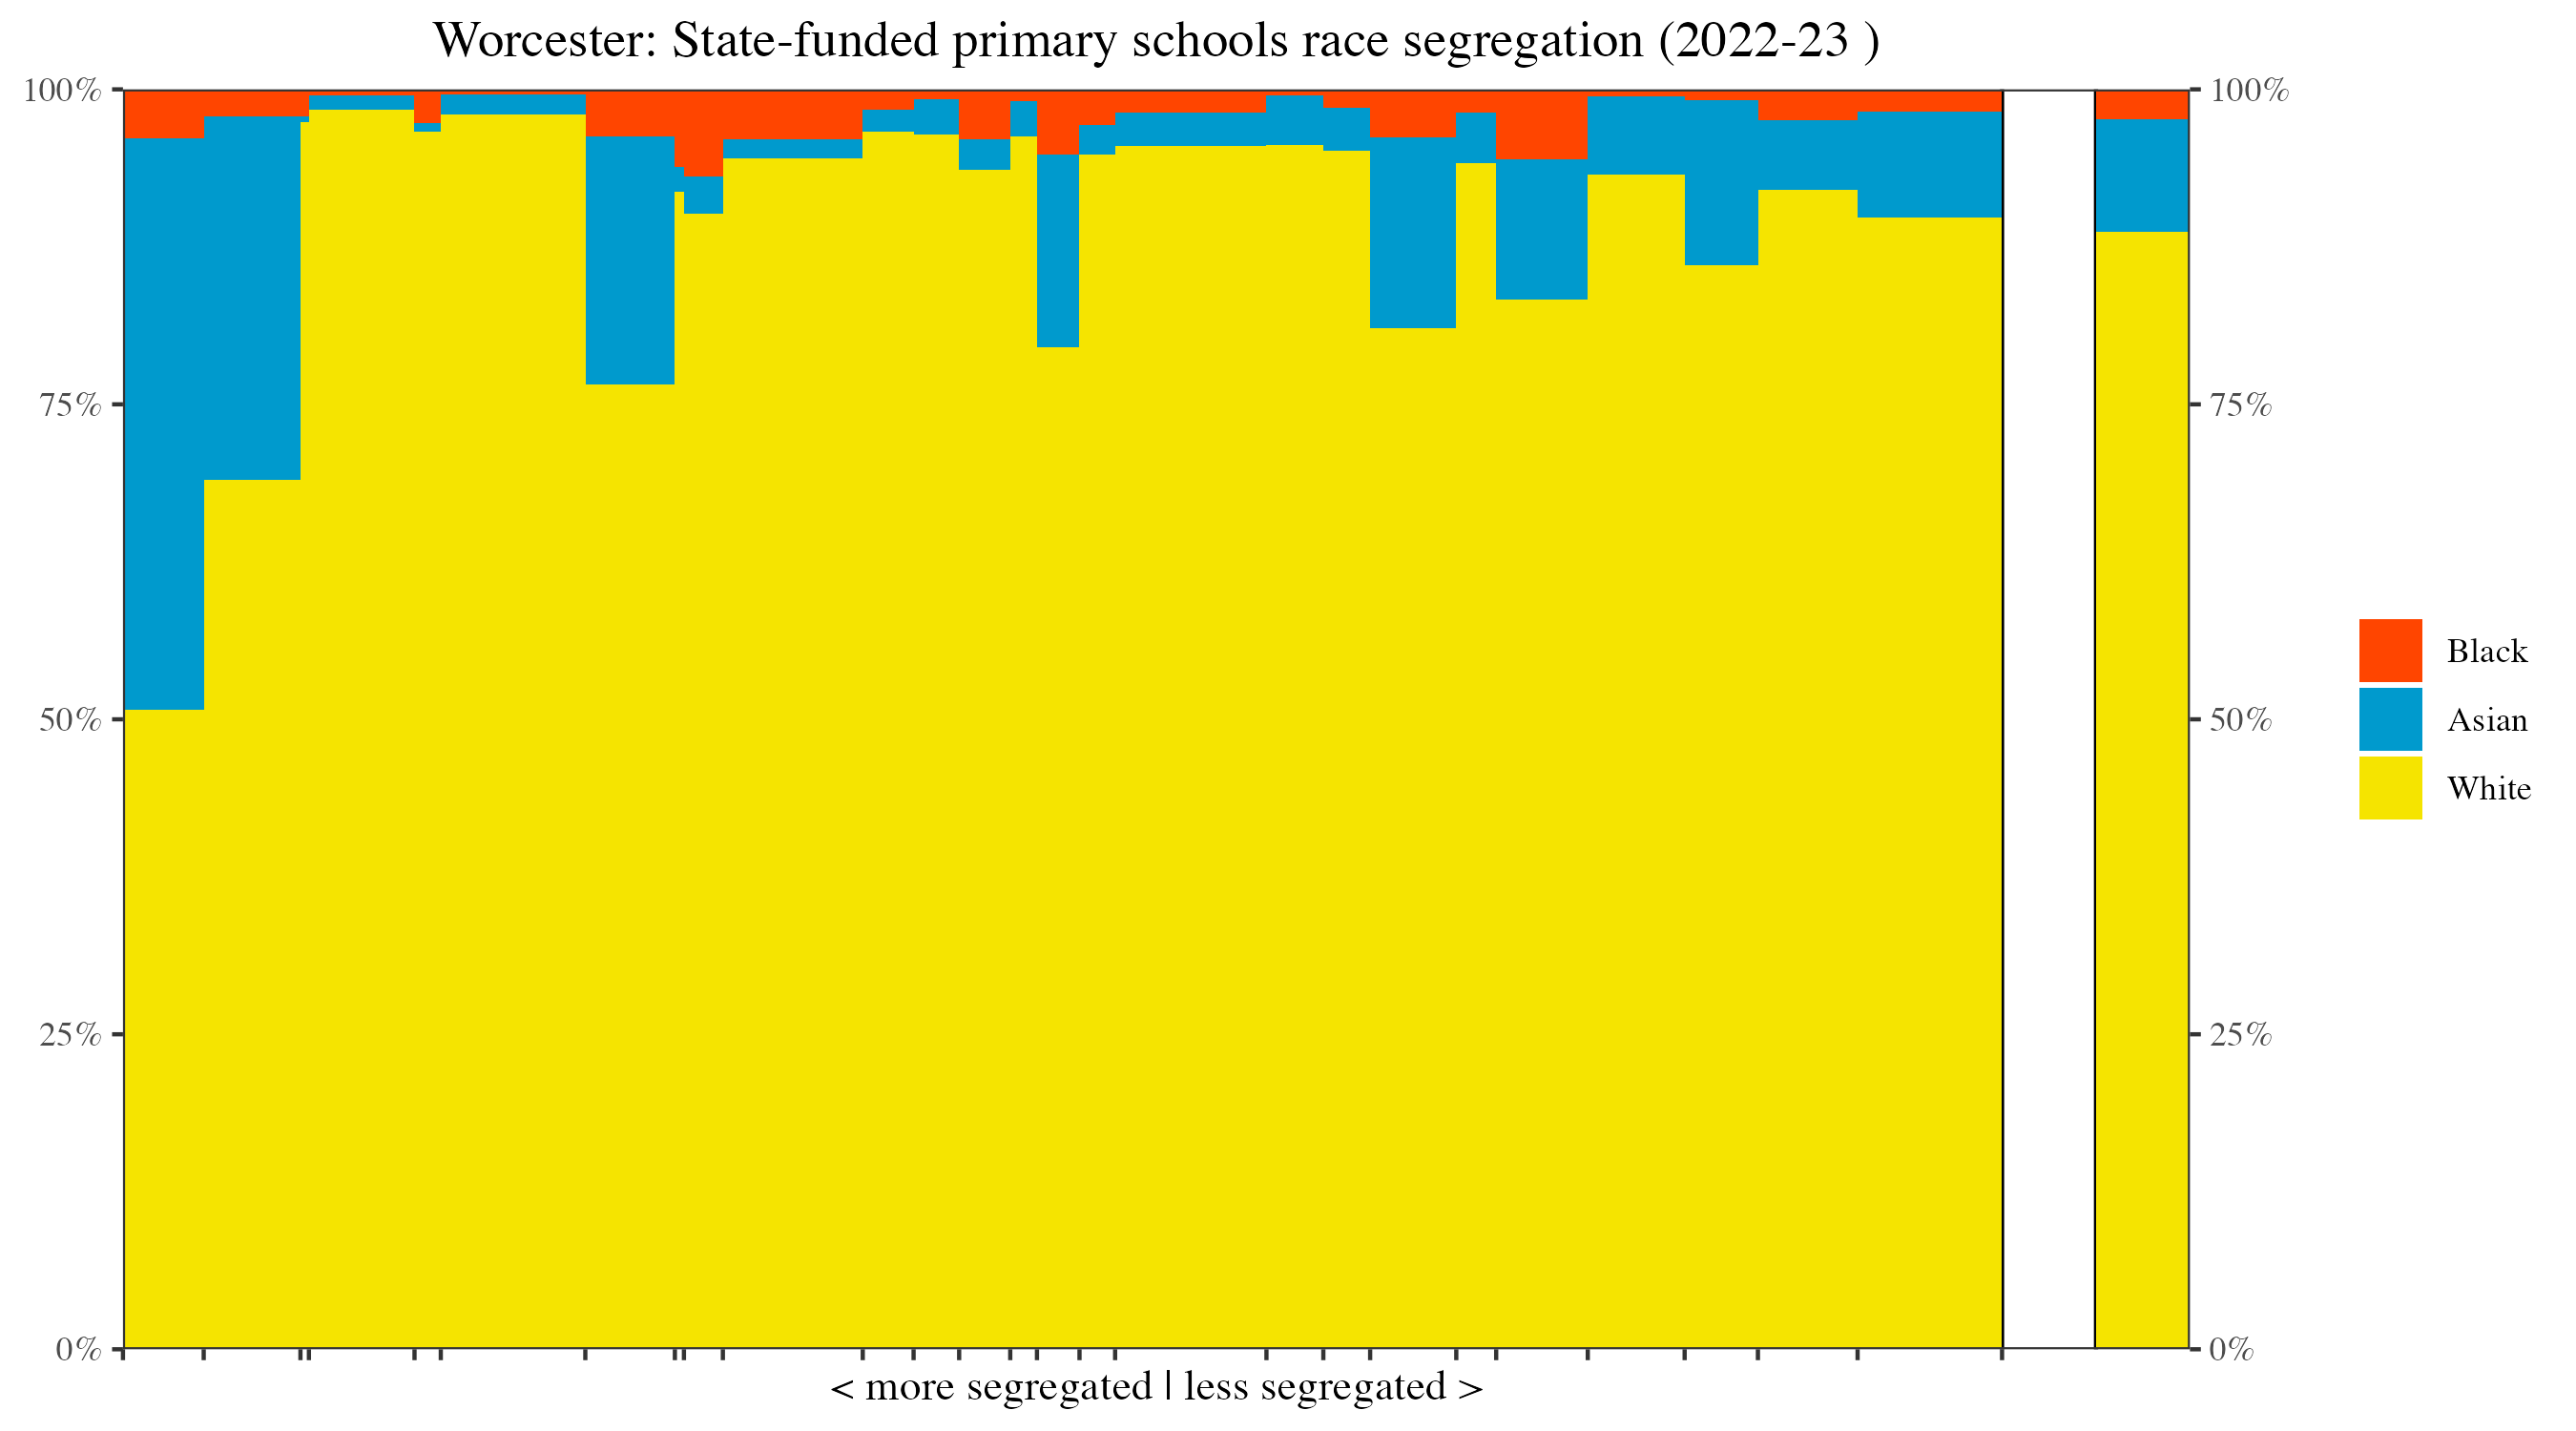 Worcester: State-funded primary schools race segregation (2022-23 )
100%
75%
50%
25%
0%
100%
75%
50%
25%
0%
Black
Asian
White
< more segregated | less segregated >